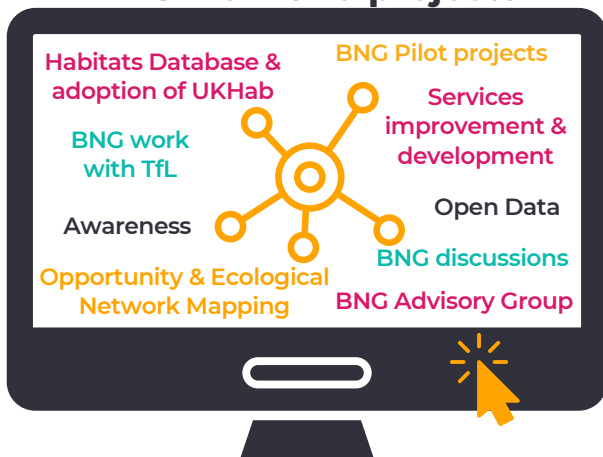 Habitats Database &
adoption of UKHab
BNG Pilot projects
Services
improvement &
development
BNG work
with TfL
Open Data
Awareness
BNG discussions
Opportunity & Ecological
Network Mapping
BNG Advisory Group